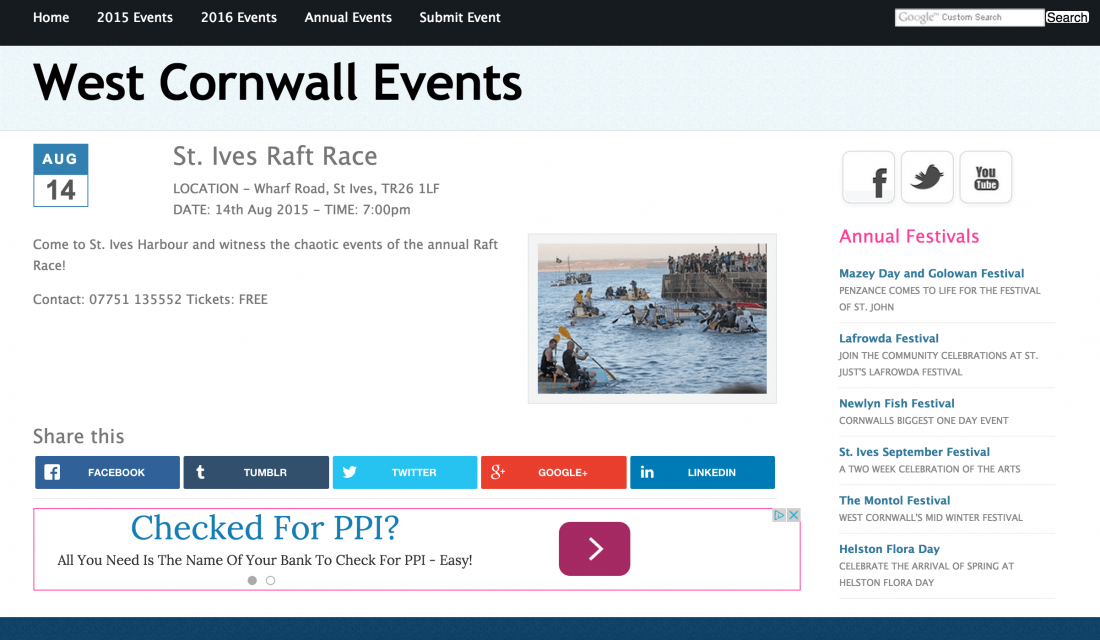 Home 2015 Events 2016 Events Annual Events Submit Event
Google™ Custom Search Search
West Cornwall Events
AUG
14
St. Ives Raft Race
LOCATION – Wharf Road, St Ives, TR26 1LF
DATE: 14th Aug 2015 – TIME: 7:00pm
Come to St. Ives Harbour and witness the chaotic events of the annual Raft
Race!
Contact: 07751 135552 Tickets: FREE
Share this
FACEBOOK TUMBLR TWITTER GOOGLE+ LINKEDIN
Checked For PPI?
All You Need Is The Name Of Your Bank To Check For PPI - Easy!
You
Tube
Annual Festivals
Mazey Day and Golowan Festival
PENZANCE COMES TO LIFE FOR THE FESTIVAL
OF ST. JOHN
Lafrowda Festival
JOIN THE COMMUNITY CELEBRATIONS AT ST.
JUST'S LAFROWDA FESTIVAL
Newlyn Fish Festival
CORNWALLS BIGGEST ONE DAY EVENT
St. Ives September Festival
A TWO WEEK CELEBRATION OF THE ARTS
The Montol Festival
WEST CORNWALL'S MID WINTER FESTIVAL
Helston Flora Day
CELEBRATE THE ARRIVAL OF SPRING AT
HELSTON FLORA DAY